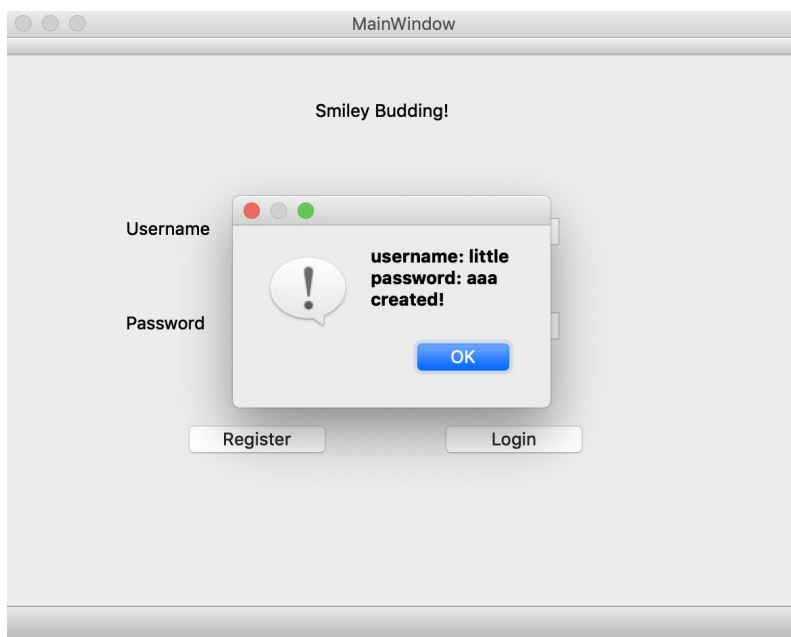 MainWindow
Smiley Budding!
Username
username: little
password: aaa
created!
Password
OK
Register
Login